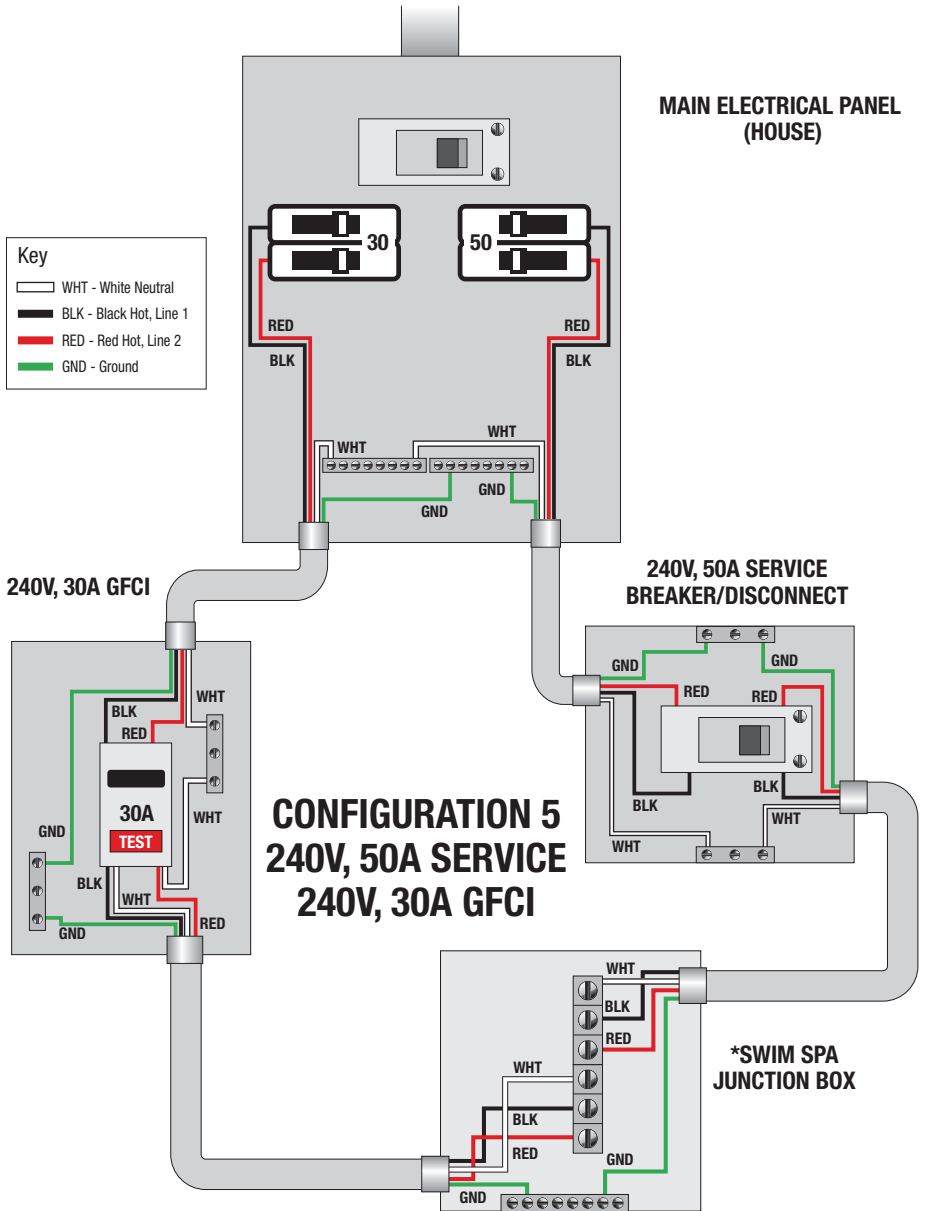 MAIN ELECTRICAL PANEL
(HOUSE)
30
50
Key
WHT - White Neutral
BLK - Black Hot, Line 1
RED - Red Hot, Line 2
GND - Ground
RED
BLK
RED
BLK
WHT
WHT
GND
GND
240V, 30A GFCI
240V, 50A SERVICE
BREAKER/DISCONNECT
WHT
BLK
RED
30A
TEST
WHT
GND
BLK
WHT
RED
GND
GND
GND
RED
RED
BLK
BLK
WHT
WHT
CONFIGURATION 5
240V, 50A SERVICE
240V, 30A GFCI
WHT
BLK
RED
WHT
BLK
RED
GND
GND
*SWIM SPA
JUNCTION BOX